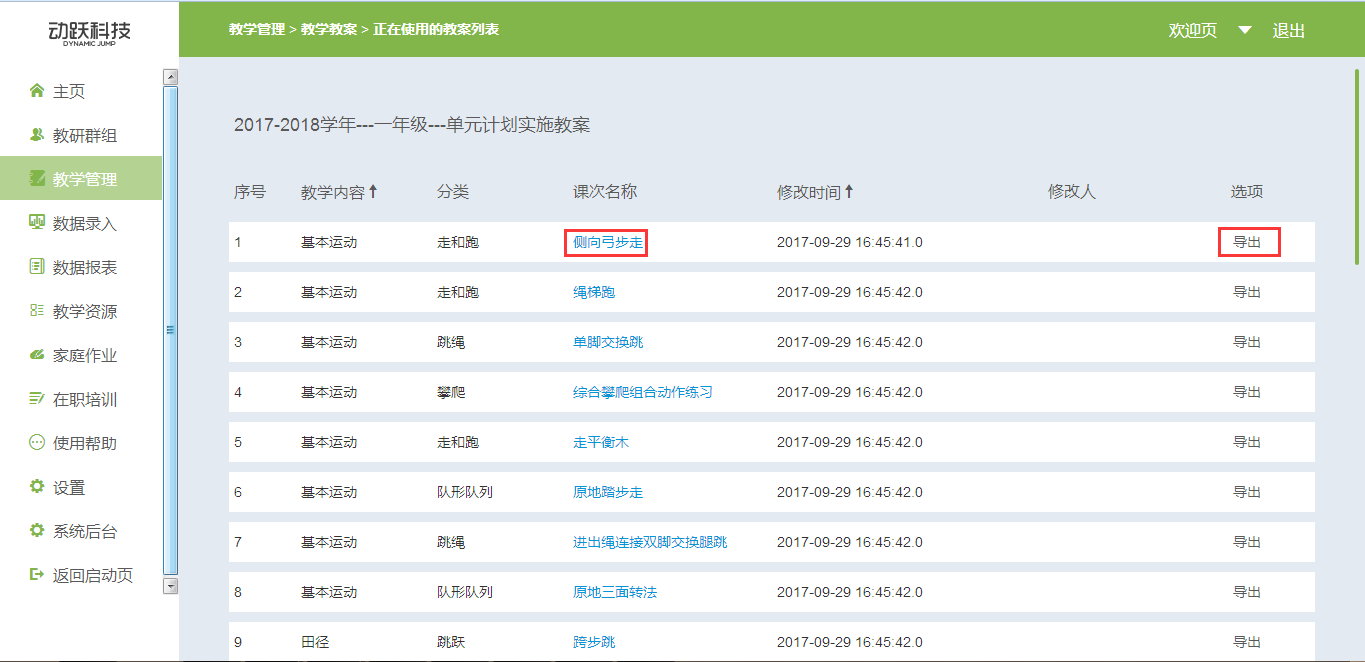 动跃科技
DYNAMIC JUMP
教学管理 > 教学教案 > 正在使用的教案列表
欢迎页 退出
主页
教研群组
教学管理
数据录入
数据报表
教学资源
家庭作业
在职培训
使用帮助
设置
系统后台
返回启动页
2017-2018学年---一年级---单元计划实施教案
序号 教学内容↑ 分类 课次名称 修改时间↑ 修改人 选项
1 基本运动 走和跑 侧向弓步走 2017-09-29 16:45:41.0 导出
2 基本运动 走和跑 绳梯跑 2017-09-29 16:45:42.0 导出
3 基本运动 跳绳 单脚交换跳 2017-09-29 16:45:42.0 导出
4 基本运动 攀爬 综合攀爬组合动作练习 2017-09-29 16:45:42.0 导出
5 基本运动 走和跑 走平衡木 2017-09-29 16:45:42.0 导出
6 基本运动 队形队列 原地踏步走 2017-09-29 16:45:42.0 导出
7 基本运动 跳绳 进出绳连接双脚交换腿跳 2017-09-29 16:45:42.0 导出
8 基本运动 队形队列 原地三面转法 2017-09-29 16:45:42.0 导出
9 田径 跳跃 跨步跳 2017-09-29 16:45:42.0 导出